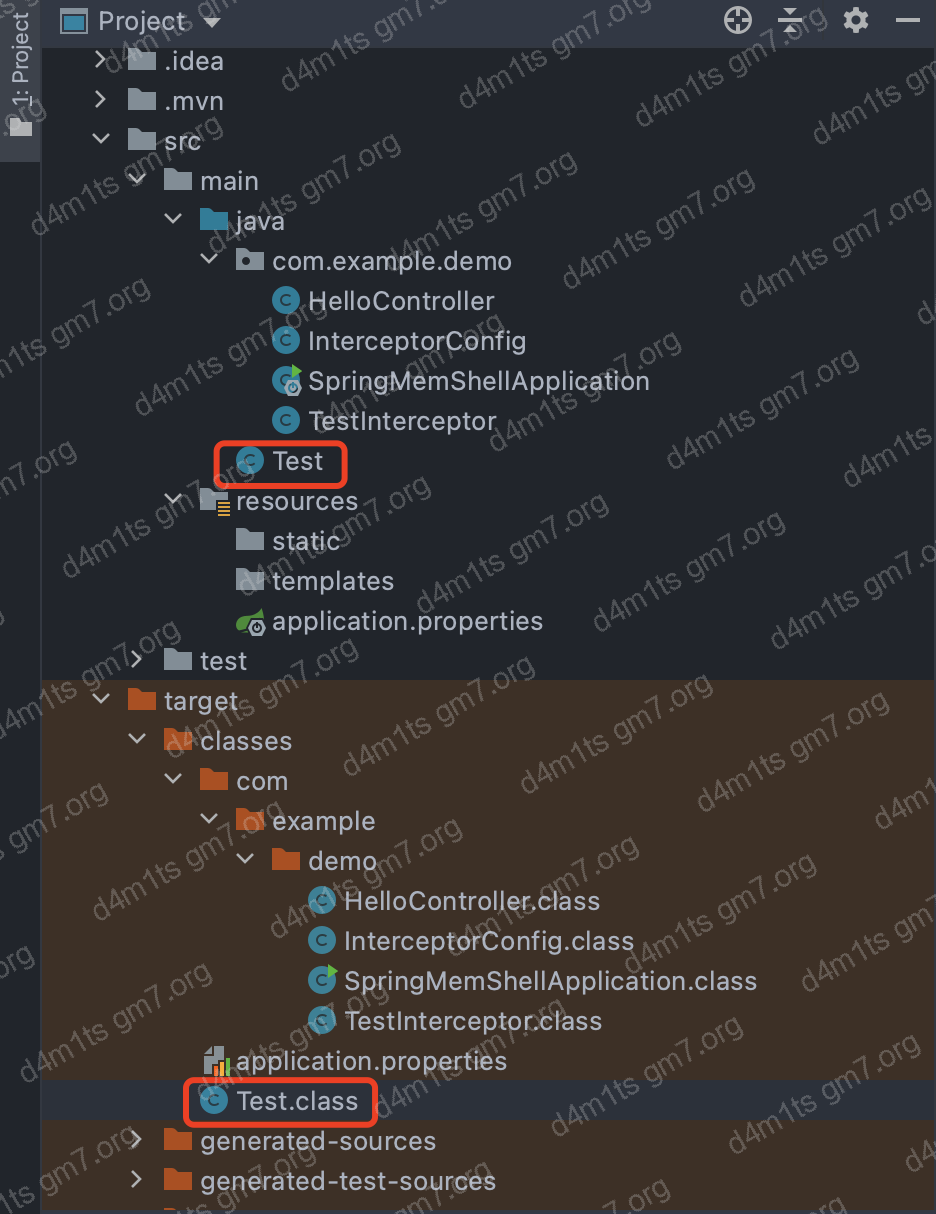 Project
1: Project
.idea
.mvn
src
main
java
com.example.demo
HelloController
InterceptorConfig
SpringMemShellApplication
TestInterceptor
Test
resources
static
templates
application.properties
test
target
classes
com
example
demo
HelloController.class
InterceptorConfig.class
SpringMemShellApplication.class
TestInterceptor.class
application.properties
Test.class
generated-sources
generated-test-sources
d4m1ts gm7.org